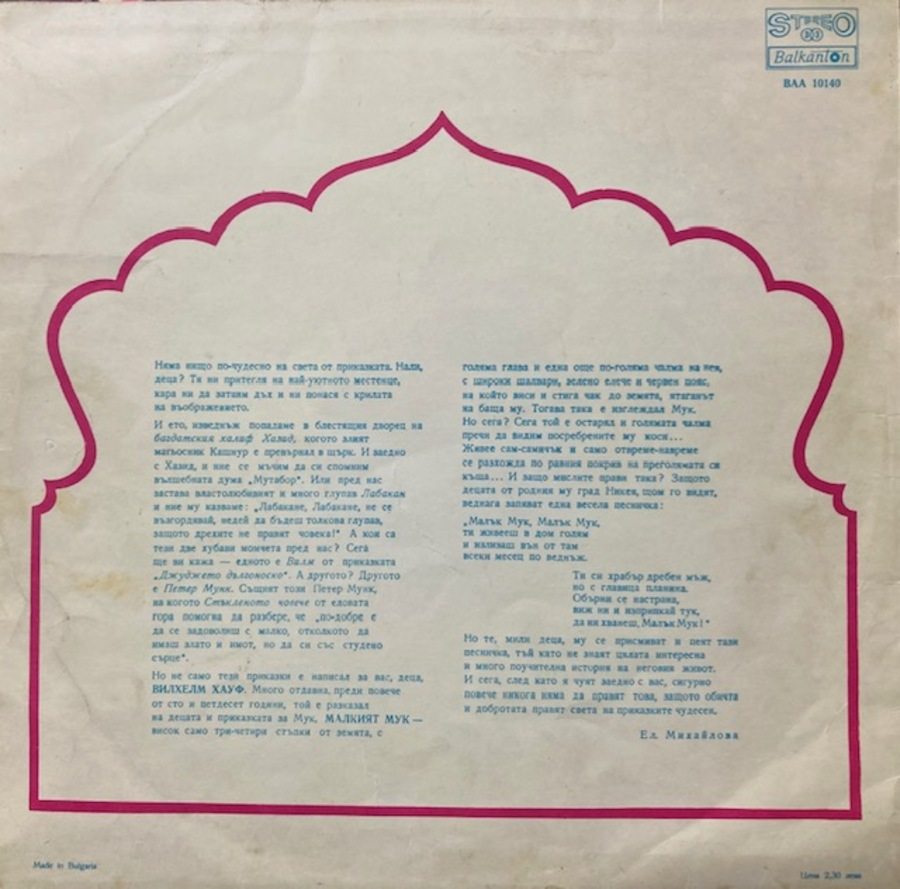 STEREO
Balkanton
ВАА 10140
Няма нищо по-чудесно на света от приказката. Нали,
деца? Тя ни притегля на най-уютното местенце,
кара ни да затаим дъх и ни понася с крилата
на въображението.
И ето, изведнъж попадаме в блестящия дворец на
багдатския халиф Хазид, когото злият
магьосник Кашнур е превърнал в щърк. И заедно
с Хазид, и ние се мъчим да си спомним
вълшебната дума „Мутабор“. Или пред нас
застава властолюбивият и много глупав Лабакан
и ние му казваме: „Лабакане, Лабакане, не се
възгордявай, недей да бъдеш толкова глупав,
защото дрехите не правят човека!“ А кои са
тези две хубави момчета пред нас? Сега
ще ви кажа — едното е Вилм от приказката
„Джуджето дългоноско“. А другото? Другото
е Петер Мунк. Същият този Петер Мунк,
на когото Стъкленото човече от еловата
гора помогна да разбере, че „по-добре е
да се задоволиш с малко, отколкото да
имаш злато и имот, но да си със студено
сърце“.
Но не само тези приказки е написал за вас, деца,
ВИЛХЕЛМ ХАУФ. Много отдавна, преди повече
от сто и петдесет години, той е разказал
на децата и приказката за Мук. МАЛКИЯТ МУК —
висок само три-четири стъпки от земята, с
голяма глава и една още по-голяма чалма на нея,
с широки шалвари, зелено елече и червен пояс,
на който виси и стига чак до земята, ятаганът
на баща му. Тогава така е изглеждал Мук.
Но сега? Сега той е остарял и голямата чалма
пречи да видим посребрените му коси...
Живее сам-самичък и само отвреме-навреме
се разхожда по равния покрив на преголямата си
къща... И защо мислите прави така? Защото
децата от родния му град Никея, щом го видят,
веднага запяват една весела песничка:
„Малък Мук, Малък Мук,
ти живееш в дом голям
и излизаш вън от там
всеки месец по веднъж.
Ти си храбър дребен мъж,
но с главица планина.
Обърни се настрана,
виж ни и изприпкай тук,
да ни хванеш, Малък Мук!“
Но те, мили деца, му се присмиват и пеят тази
песничка, тъй като не знаят цялата интересна
и много поучителна история на неговия живот.
И сега, след като я чуят заедно с вас, сигурно
повече никога няма да правят това, защото обичта
и добротата правят света на приказките чудесен.
Ел. Михайлова
Made in Bulgaria
Цена 2,30 лева